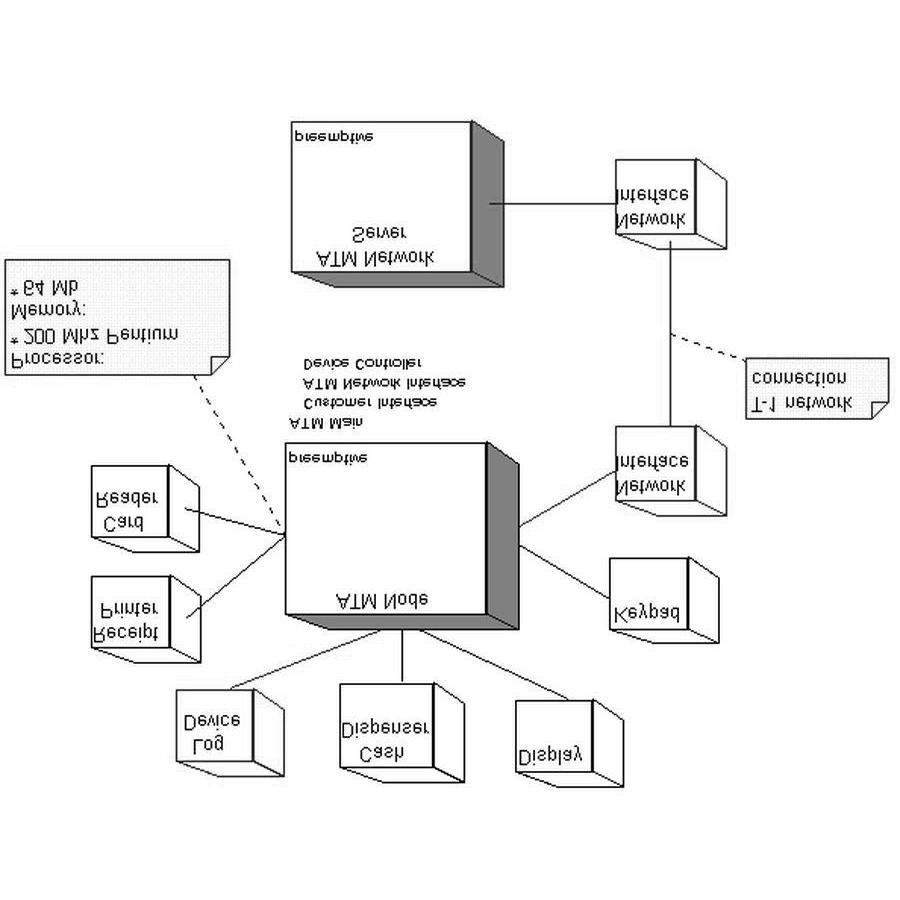 Log
Device
Cash
Dispenser
Display
Receipt
Printer
Keypad
ATM Node
Card
Reader
Network
Interface
preemptive
ATM Main
Customer Interface
ATM Network Interface
Device Controller
T-1 network
connection
Processor:
* 200 Mhz Pentium
Memory:
* 64 Mb
ATM Network
Server
Network
Interface
preemptive